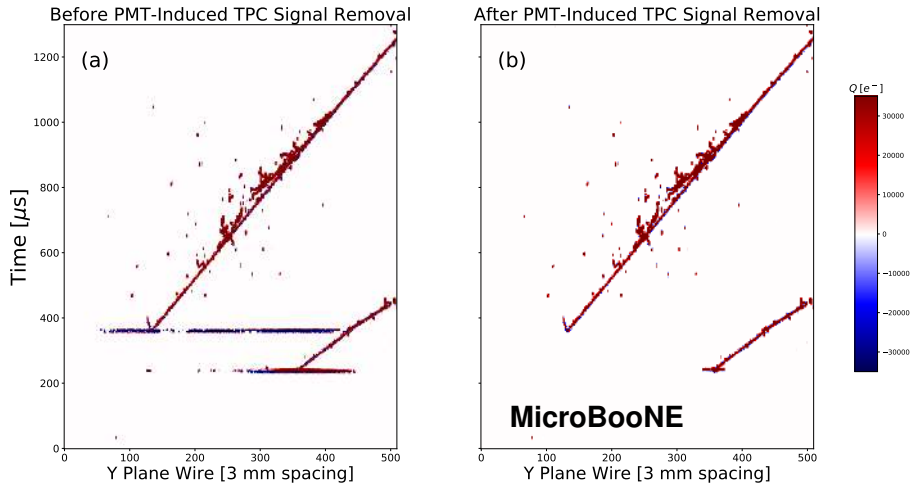 Before PMT-Induced TPC Signal Removal
After PMT-Induced TPC Signal Removal
(a)
(b)
Time [μs]
1200
1000
800
600
400
200
0
0 100 200 300 400 500
Y Plane Wire [3 mm spacing]
MicroBooNE
0 100 200 300 400 500
Y Plane Wire [3 mm spacing]
Q [e⁻]
30000
20000
10000
0
−10000
−20000
−30000